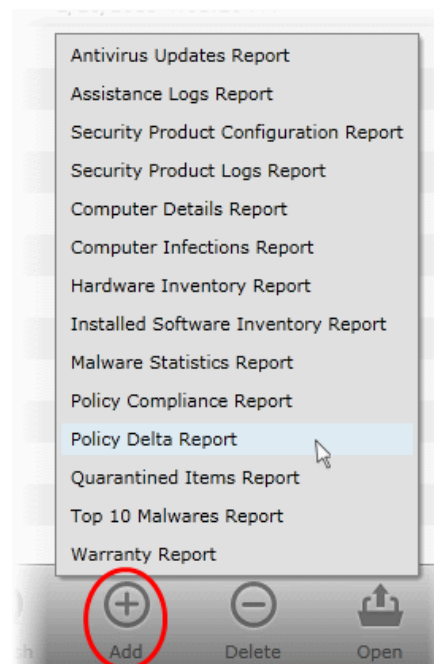 Antivirus Updates Report
Assistance Logs Report
Security Product Configuration Report
Security Product Logs Report
Computer Details Report
Computer Infections Report
Hardware Inventory Report
Installed Software Inventory Report
Malware Statistics Report
Policy Compliance Report
Policy Delta Report
Quarantined Items Report
Top 10 Malwares Report
Warranty Report
Add Delete Open